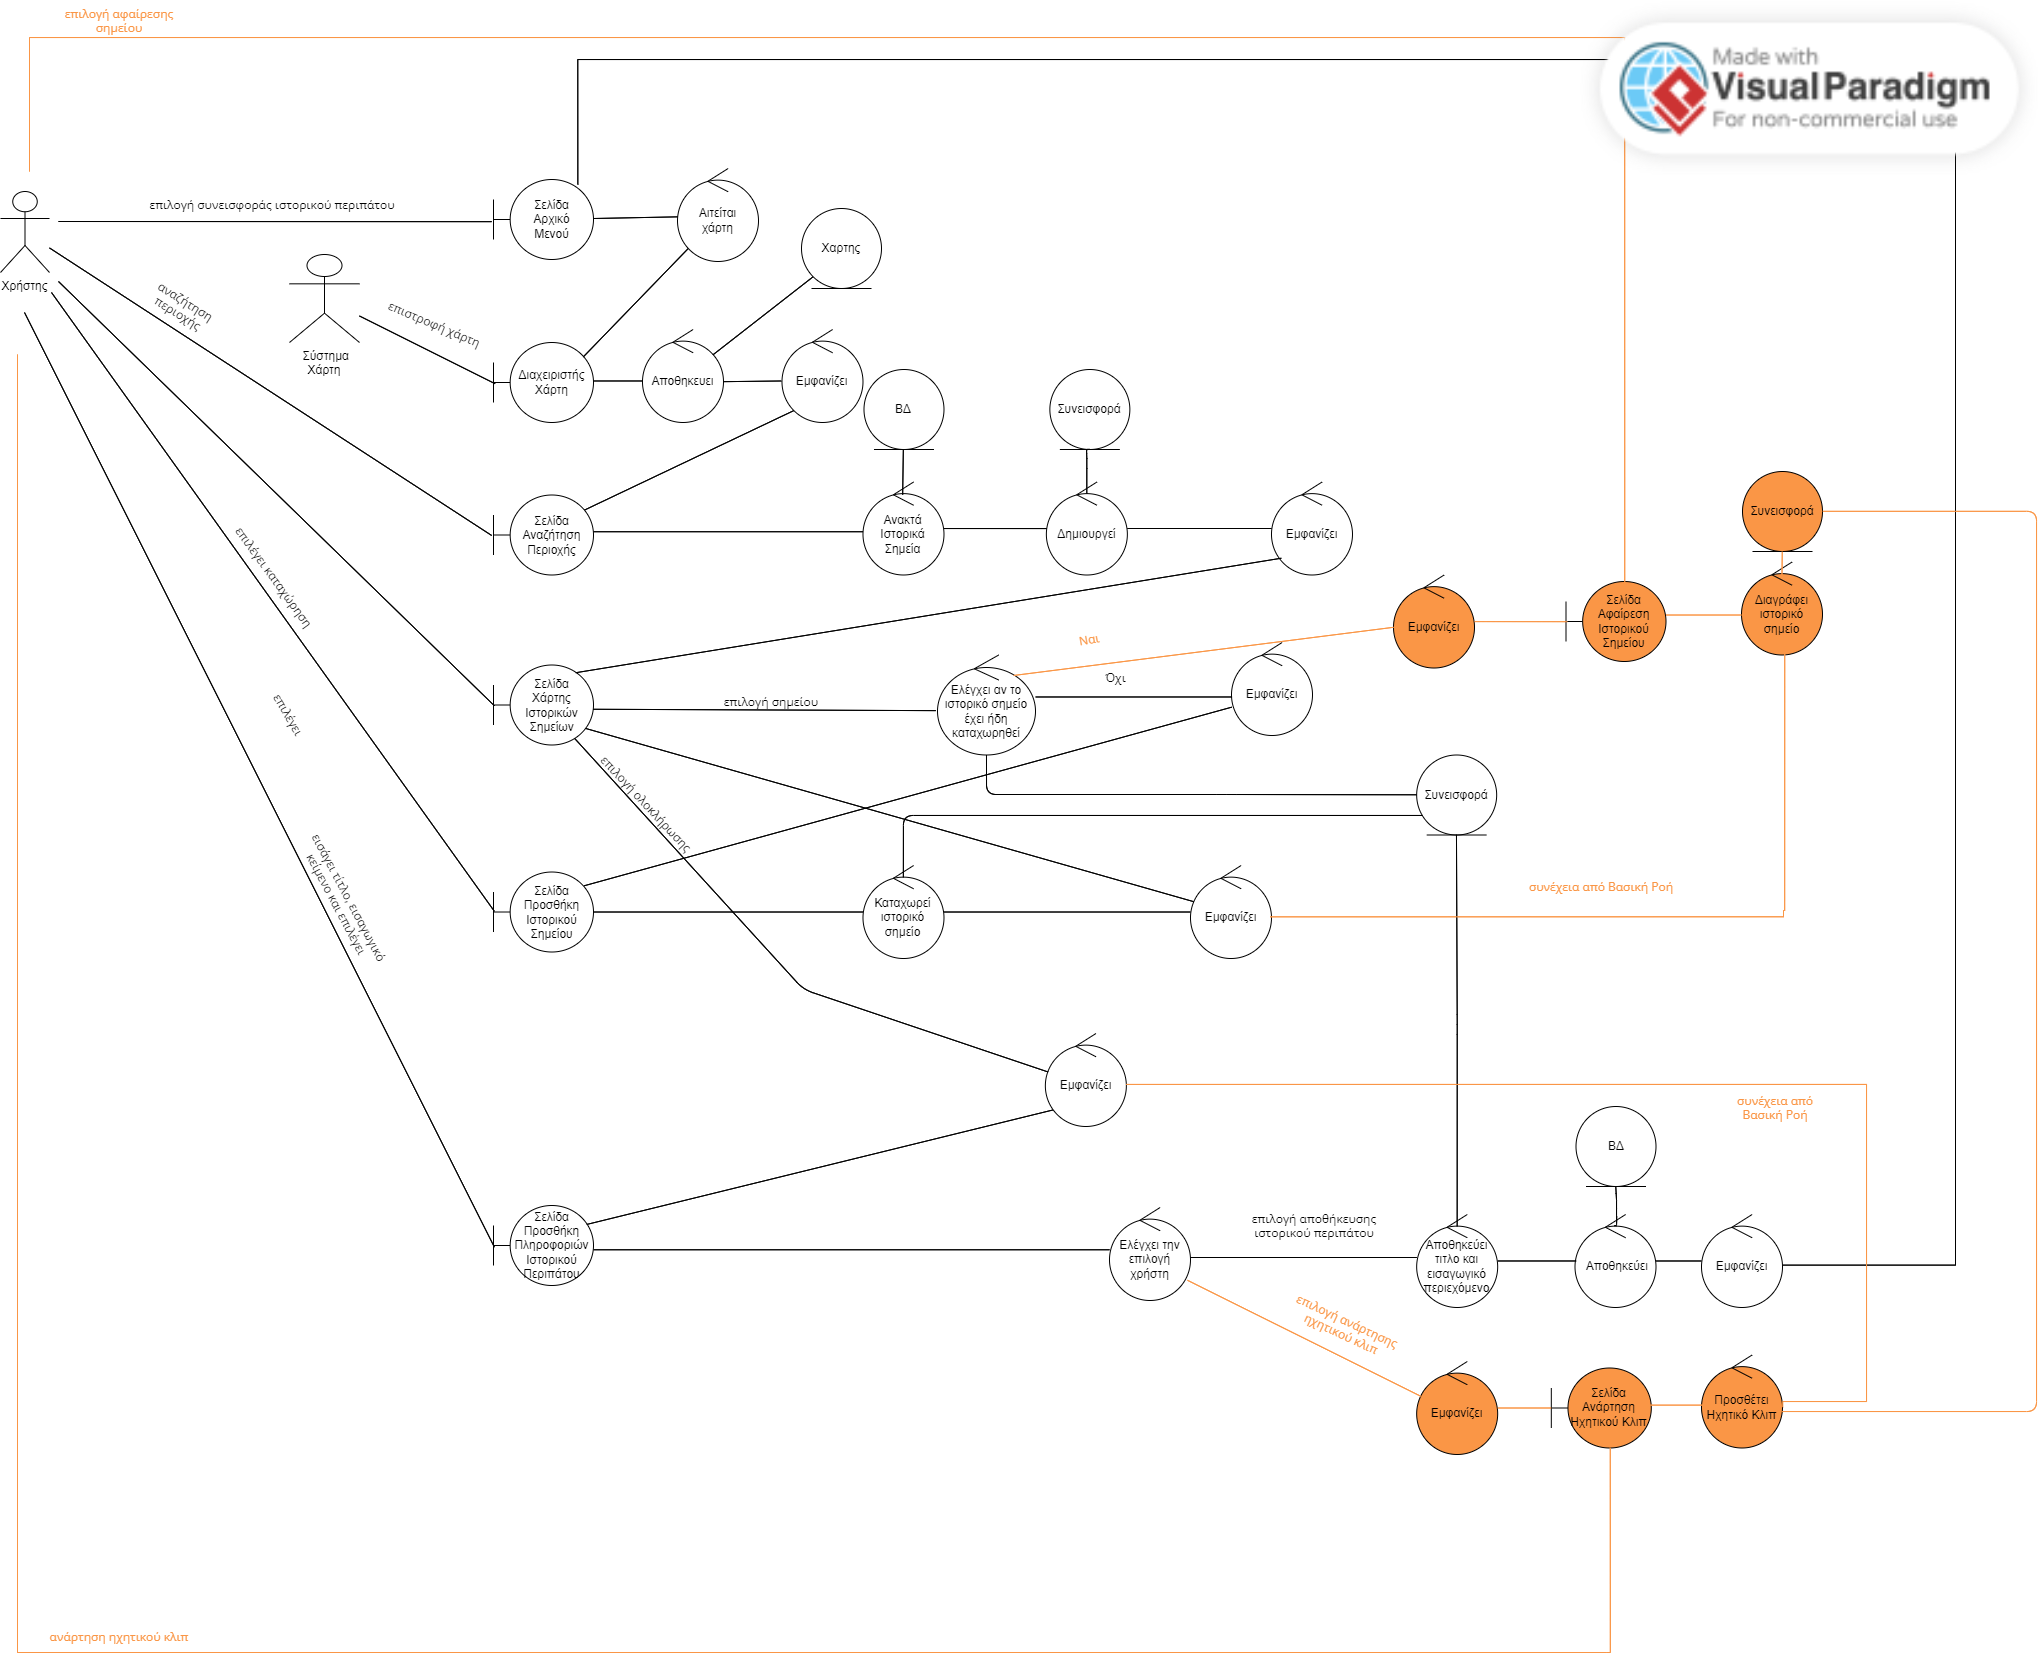 επιλογή αφαίρεσης
σημείου
Made with
Visual Paradigm
For non-commercial use
επιλογή συνεισφοράς ιστορικού περιπάτου
Σελίδα
Αρχικό
Μενού
Αιτείται
χάρτη
Χαρτης
Χρήστης
αναζήτηση
περιοχής
Σύστημα
Χάρτη
επιστροφή χάρτη
Διαχειριστής
Χάρτη
Αποθηκευει
Εμφανίζει
ΒΔ
Συνεισφορά
Σελίδα
Αναζήτηση
Περιοχής
Ανακτά
Ιστορικά
Σημεία
Δημιουργεί
Εμφανίζει
Συνεισφορά
επιλέγει καταχώρηση
Εμφανίζει
Σελίδα
Αφαίρεση
Ιστορικού
Σημείου
Διαγράφει
ιστορικό
σημείο
Ναι
Σελίδα
Χάρτης
Ιστορικών
Σημείων
επιλογή σημείου
Ελέγχει αν το
ιστορικό σημείο
έχει ήδη
καταχωρηθεί
Όχι
Εμφανίζει
επιλέγει
επιλογή ολοκλήρωσης
Συνεισφορά
εισάγει τίτλο, εισαγωγικό
κείμενο και επιλέγει
Σελίδα
Προσθήκη
Ιστορικού
Σημείου
Καταχωρεί
ιστορικό
σημείο
Εμφανίζει
συνέχεια από Βασική Ροή
Εμφανίζει
συνέχεια από
Βασική Ροή
ΒΔ
Σελίδα
Προσθήκη
Πληροφοριών
Ιστορικού
Περιπάτου
Ελέγχει την
επιλογή
χρήστη
επιλογή αποθήκευσης
ιστορικού περιπάτου
Αποθηκεύει
τιτλο και
εισαγωγικό
περιεχόμενο
Αποθηκεύει
Εμφανίζει
επιλογή ανάρτησης
ηχητικού κλιπ
Εμφανίζει
Σελίδα
Ανάρτηση
Ηχητικού Κλιπ
Προσθέτει
Ηχητικό Κλιπ
ανάρτηση ηχητικού κλιπ